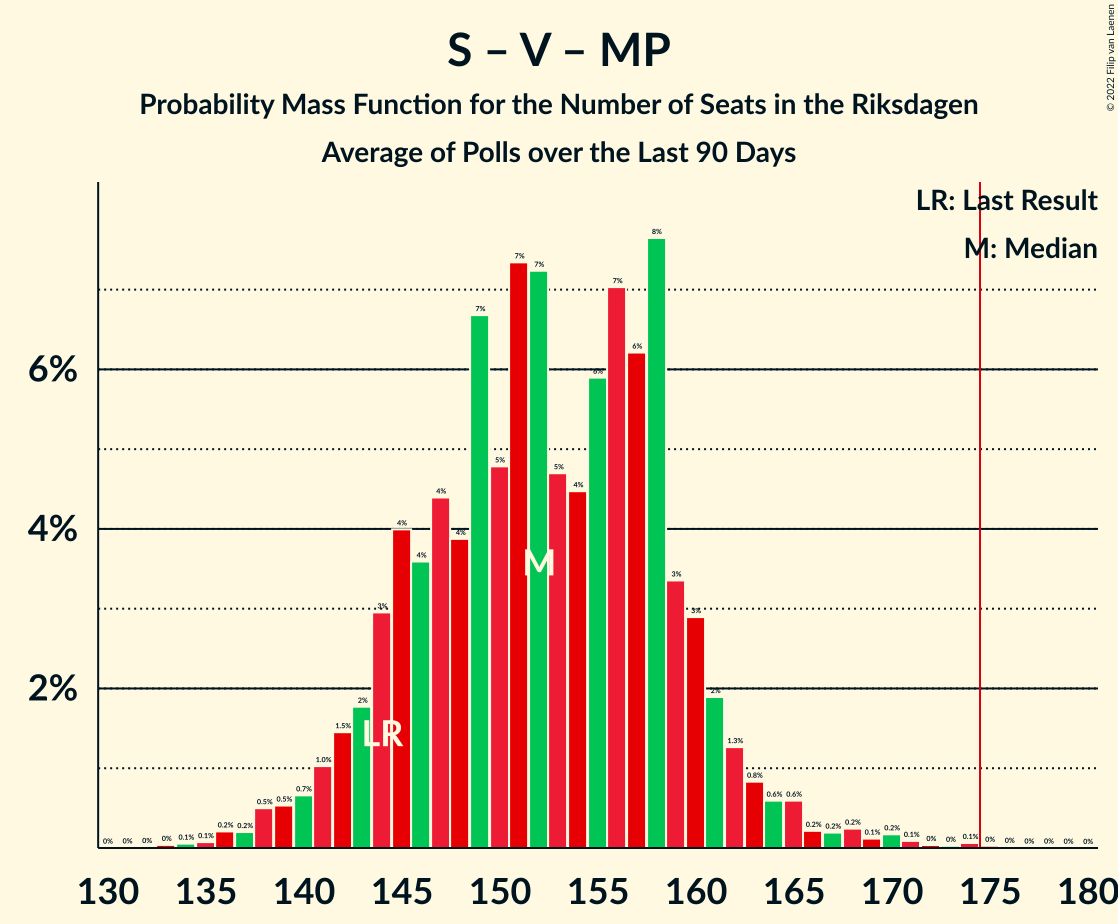 S – V – MP
Probability Mass Function for the Number of Seats in the Riksdagen
Average of Polls over the Last 90 Days
© 2022 Filip van Laenen
LR: Last Result
M: Median
6%
4%
2%
0% 0% 0% 0% 0.1% 0.1% 0.2% 0.2% 0.5% 0.5% 0.7% 1.0% 1.5% 2% 3% 4% 4% 4% 4% 7% 5% 7% 7% 5% 4% 6% 7% 6% 8% 3% 3% 2% 1.3% 0.8% 0.6% 0.6% 0.2% 0.2% 0.2% 0.1% 0.2% 0.1% 0% 0% 0.1% 0% 0% 0% 0% 0% 0%
M
LR
130 135 140 145 150 155 160 165 170 175 180